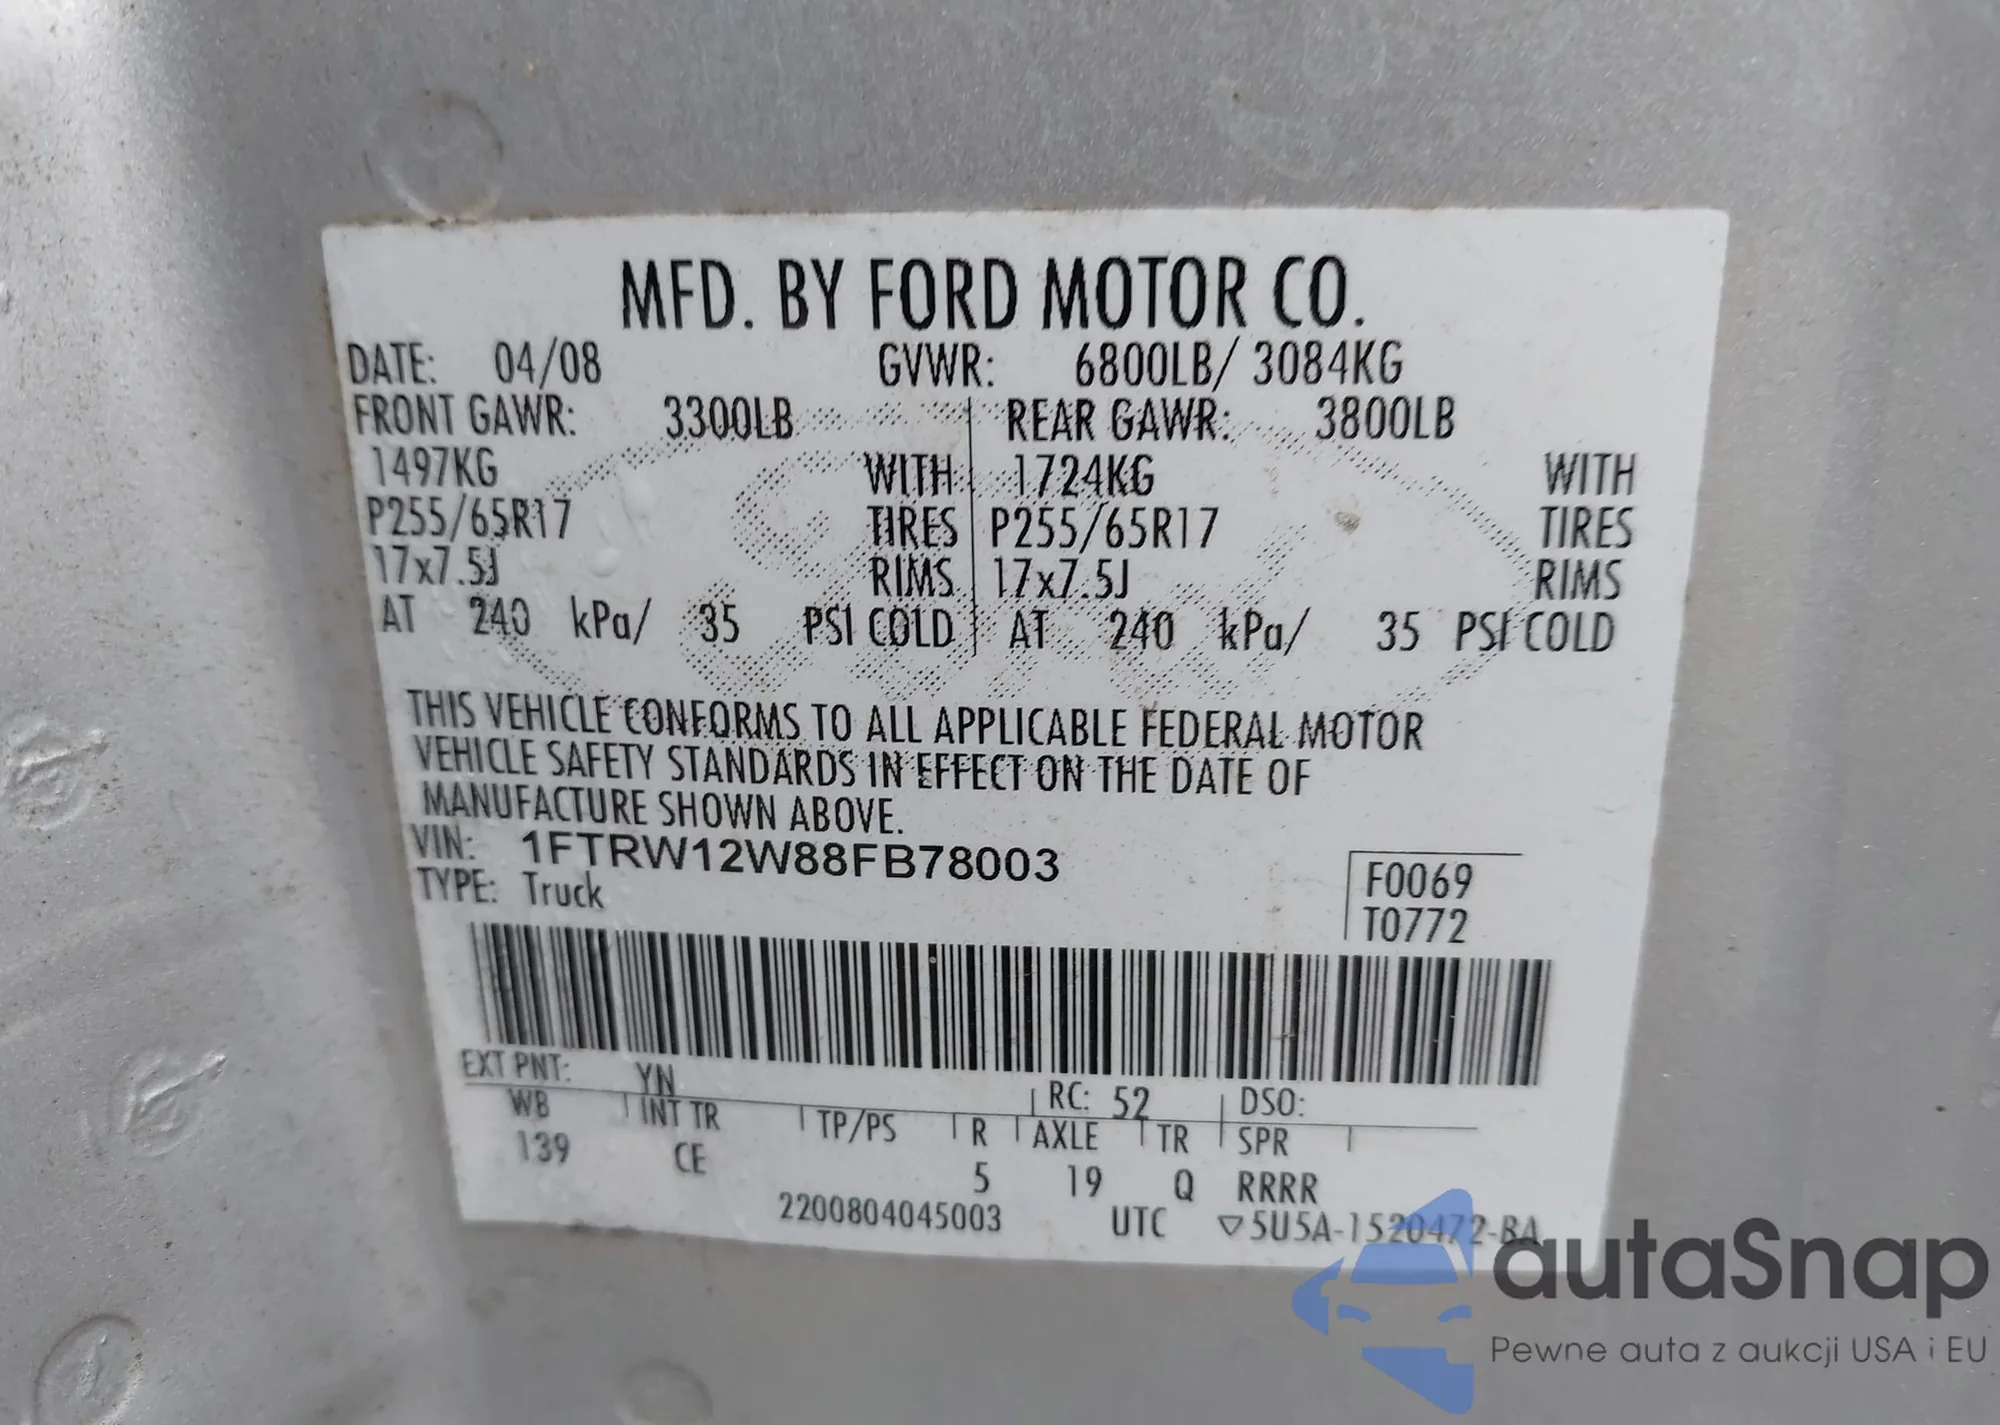 MFD. BY FORD MOTOR CO.
DATE: 04/08 GVWR: 6800LB/ 3084KG
FRONT GAWR: 3300LB REAR GAWR: 3800LB
1497KG WITH 1724KG WITH
P255/65R17 TIRES P255/65R17 TIRES
17x7.5J RIMS 17x7.5J RIMS
AT 240 kPa/ 35 PSI COLD AT 240 kPa/ 35 PSI COLD
THIS VEHICLE CONFORMS TO ALL APPLICABLE FEDERAL MOTOR
VEHICLE SAFETY STANDARDS IN EFFECT ON THE DATE OF
MANUFACTURE SHOWN ABOVE.
VIN: 1FTRW12W88FB78003
TYPE: Truck
F0069
T0772
EXT PNT: YN RC: 52 DSO:
WB INT TR TP/PS R AXLE TR SPR
139 CE 5 19 Q RRRR
2200804045003 UTC ▽5U5A-1520472-BA
autaSnap
Pewne auta z aukcji USA i EU